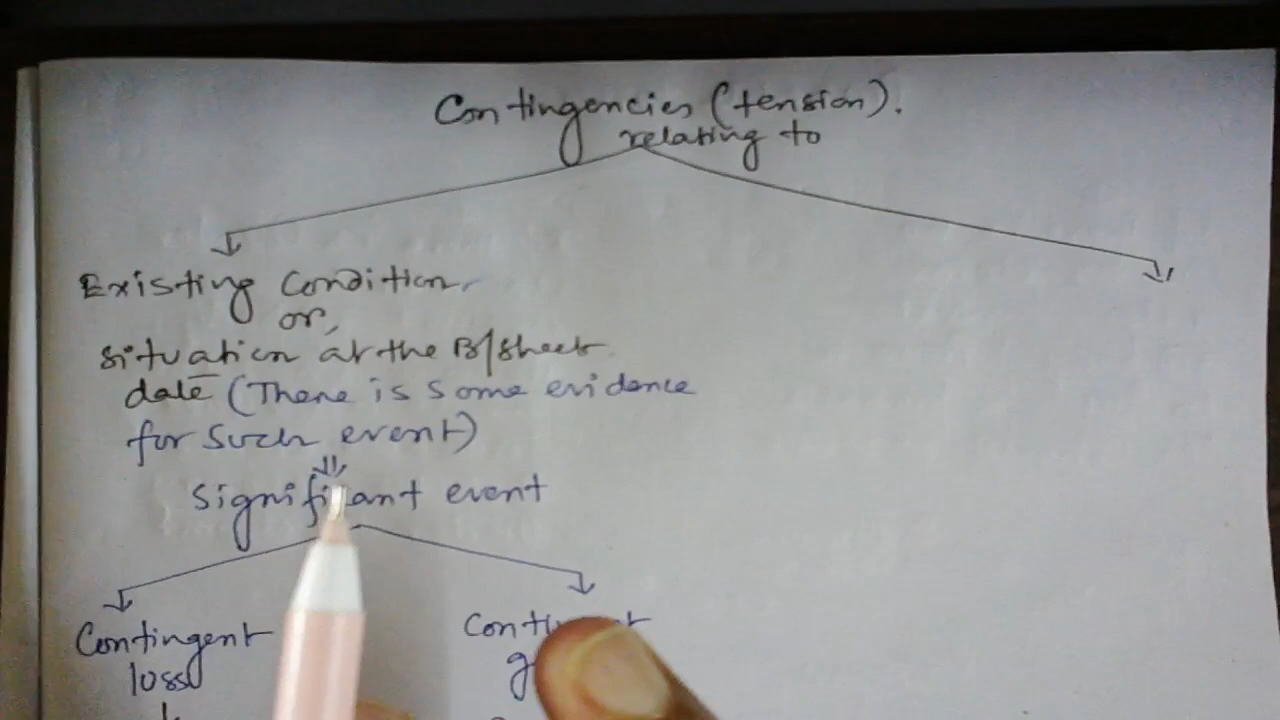 Contingencies (tension).
relating to
Existing Condition,
or,
situation at the B/Sheet
date (There is some evidence
for such event)
Significant event
Contingent
loss